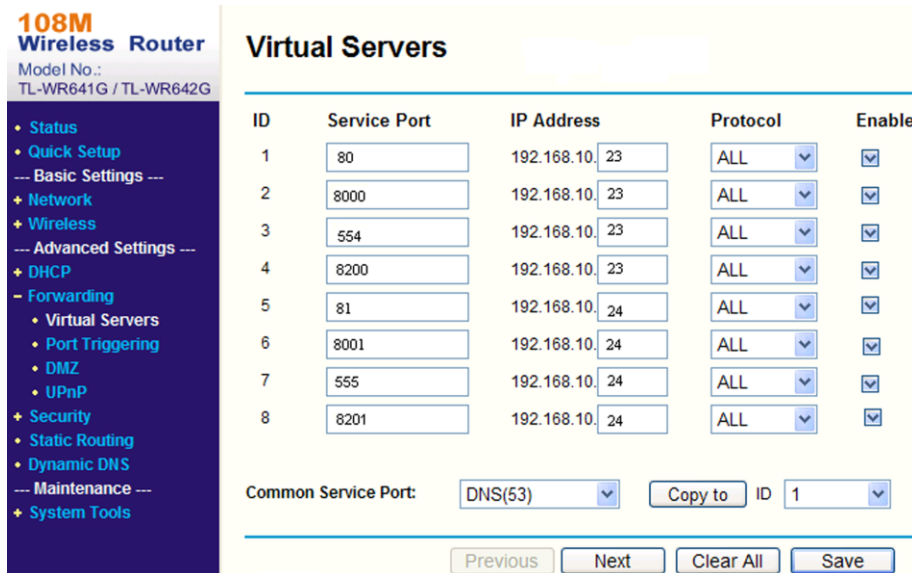 108M
Wireless Router
Model No.:
TL-WR641G / TL-WR642G
• Status
• Quick Setup
--- Basic Settings ---
+ Network
+ Wireless
--- Advanced Settings ---
+ DHCP
– Forwarding
• Virtual Servers
• Port Triggering
• DMZ
• UPnP
+ Security
• Static Routing
• Dynamic DNS
--- Maintenance ---
+ System Tools
Virtual Servers
ID Service Port IP Address Protocol Enable
1 80 192.168.10. 23 ALL
2 8000 192.168.10. 23 ALL
3 554 192.168.10. 23 ALL
4 8200 192.168.10. 23 ALL
5 81 192.168.10. 24 ALL
6 8001 192.168.10. 24 ALL
7 555 192.168.10. 24 ALL
8 8201 192.168.10. 24 ALL
Common Service Port: DNS(53) Copy to ID 1
Previous Next Clear All Save